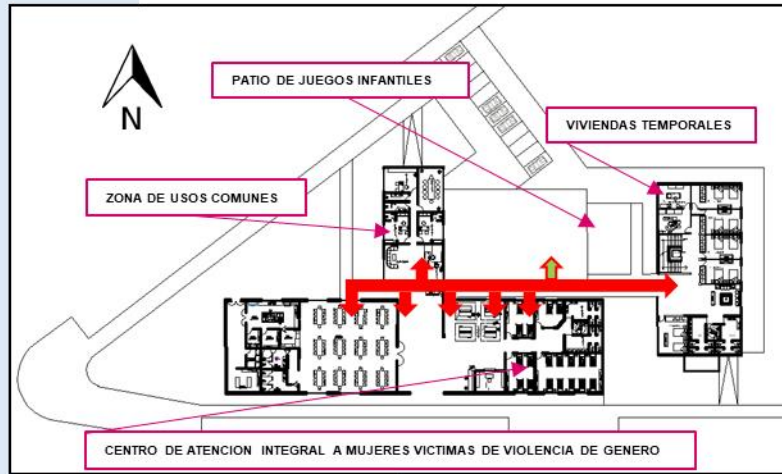 PATIO DE JUEGOS INFANTILES
N
VIVIENDAS TEMPORALES
ZONA DE USOS COMUNES
CENTRO DE ATENCION INTEGRAL A MUJERES VICTIMAS DE VIOLENCIA DE GENERO